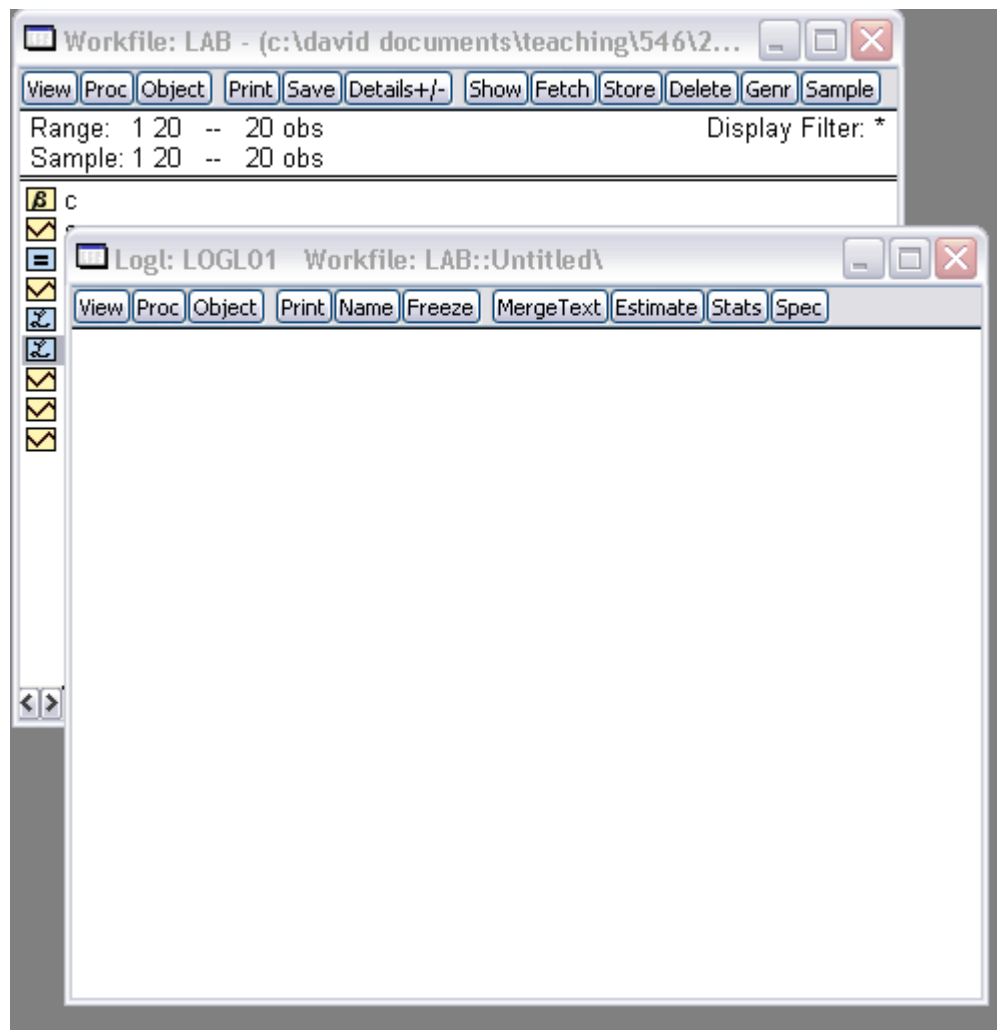 Workfile: LAB - (c:\david documents\teaching\546\2...
View Proc Object Print Save Details+/- Show Fetch Store Delete Genr Sample
Range: 1 20 -- 20 obs Display Filter: *
Sample: 1 20 -- 20 obs
β c
Logl: LOGL01 Workfile: LAB::Untitled\
View Proc Object Print Name Freeze MergeText Estimate Stats Spec